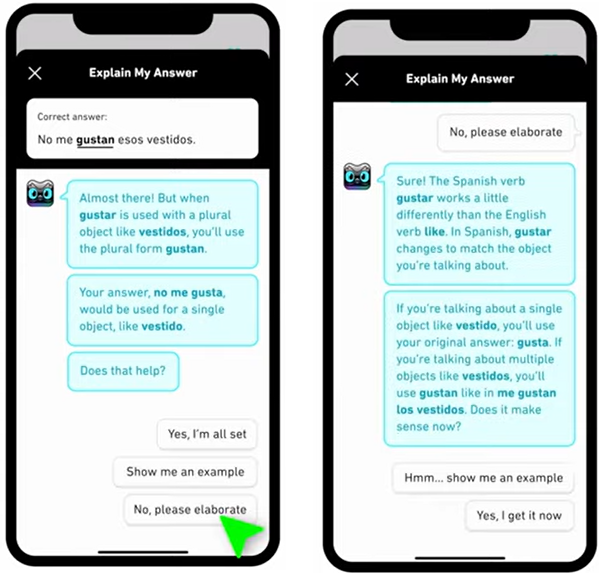 Explain My Answer
Correct answer:
No me gustan esos vestidos.
Almost there! But when
gustar is used with a plural
object like vestidos, you'll use
the plural form gustan.
Your answer, no me gusta,
would be used for a single
object, like vestido.
Does that help?
Yes, I'm all set
Show me an example
No, please elaborate
Explain My Answer
No, please elaborate
Sure! The Spanish verb
gustar works a little
differently than the English
verb like. In Spanish, gustar
changes to match the object
you're talking about.
If you're talking about a single
object like vestido, you'll use
your original answer: gusta. If
you're talking about multiple
objects like vestidos, you'll
use gustan like in me gustan
los vestidos. Does it make
sense now?
Hmm... show me an example
Yes, I get it now